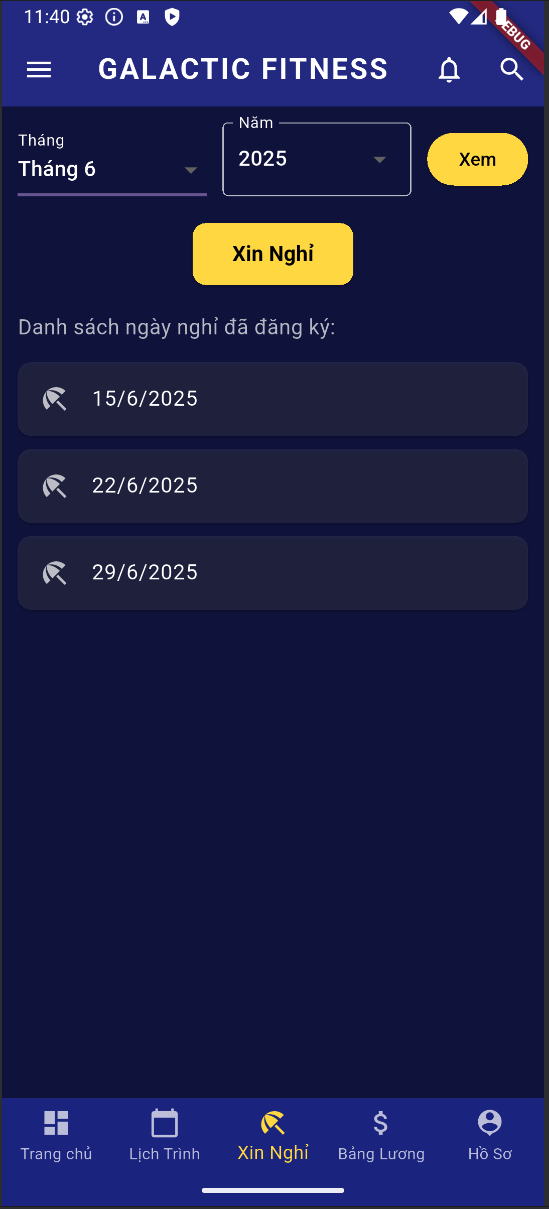 11:40
DEBUG
GALACTIC FITNESS
Tháng
Tháng 6
Năm
2025
Xem
Xin Nghỉ
Danh sách ngày nghỉ đã đăng ký:
15/6/2025
22/6/2025
29/6/2025
Trang chủ
Lịch Trình
Xin Nghỉ
Bảng Lương
Hồ Sơ